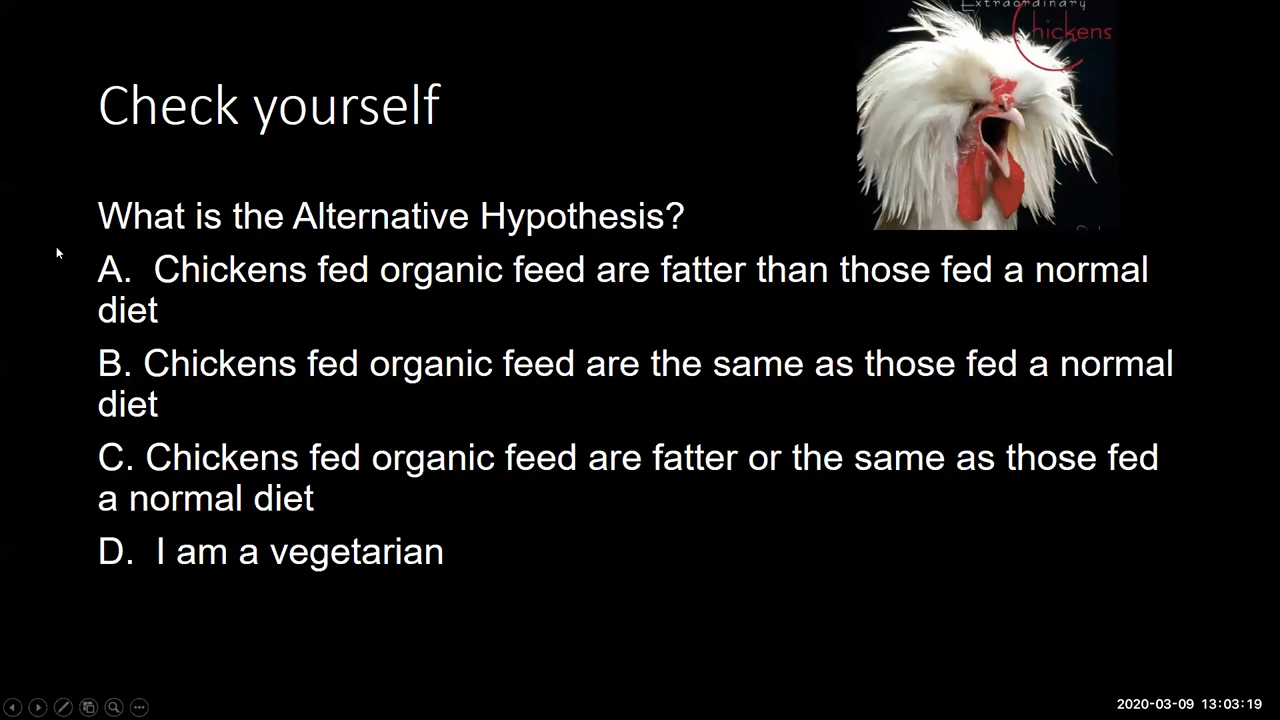 Extraordinary
Chickens
Check yourself
What is the Alternative Hypothesis?
A. Chickens fed organic feed are fatter than those fed a normal
diet
B. Chickens fed organic feed are the same as those fed a normal
diet
C. Chickens fed organic feed are fatter or the same as those fed
a normal diet
D. I am a vegetarian
2020-03-09 13:03:19